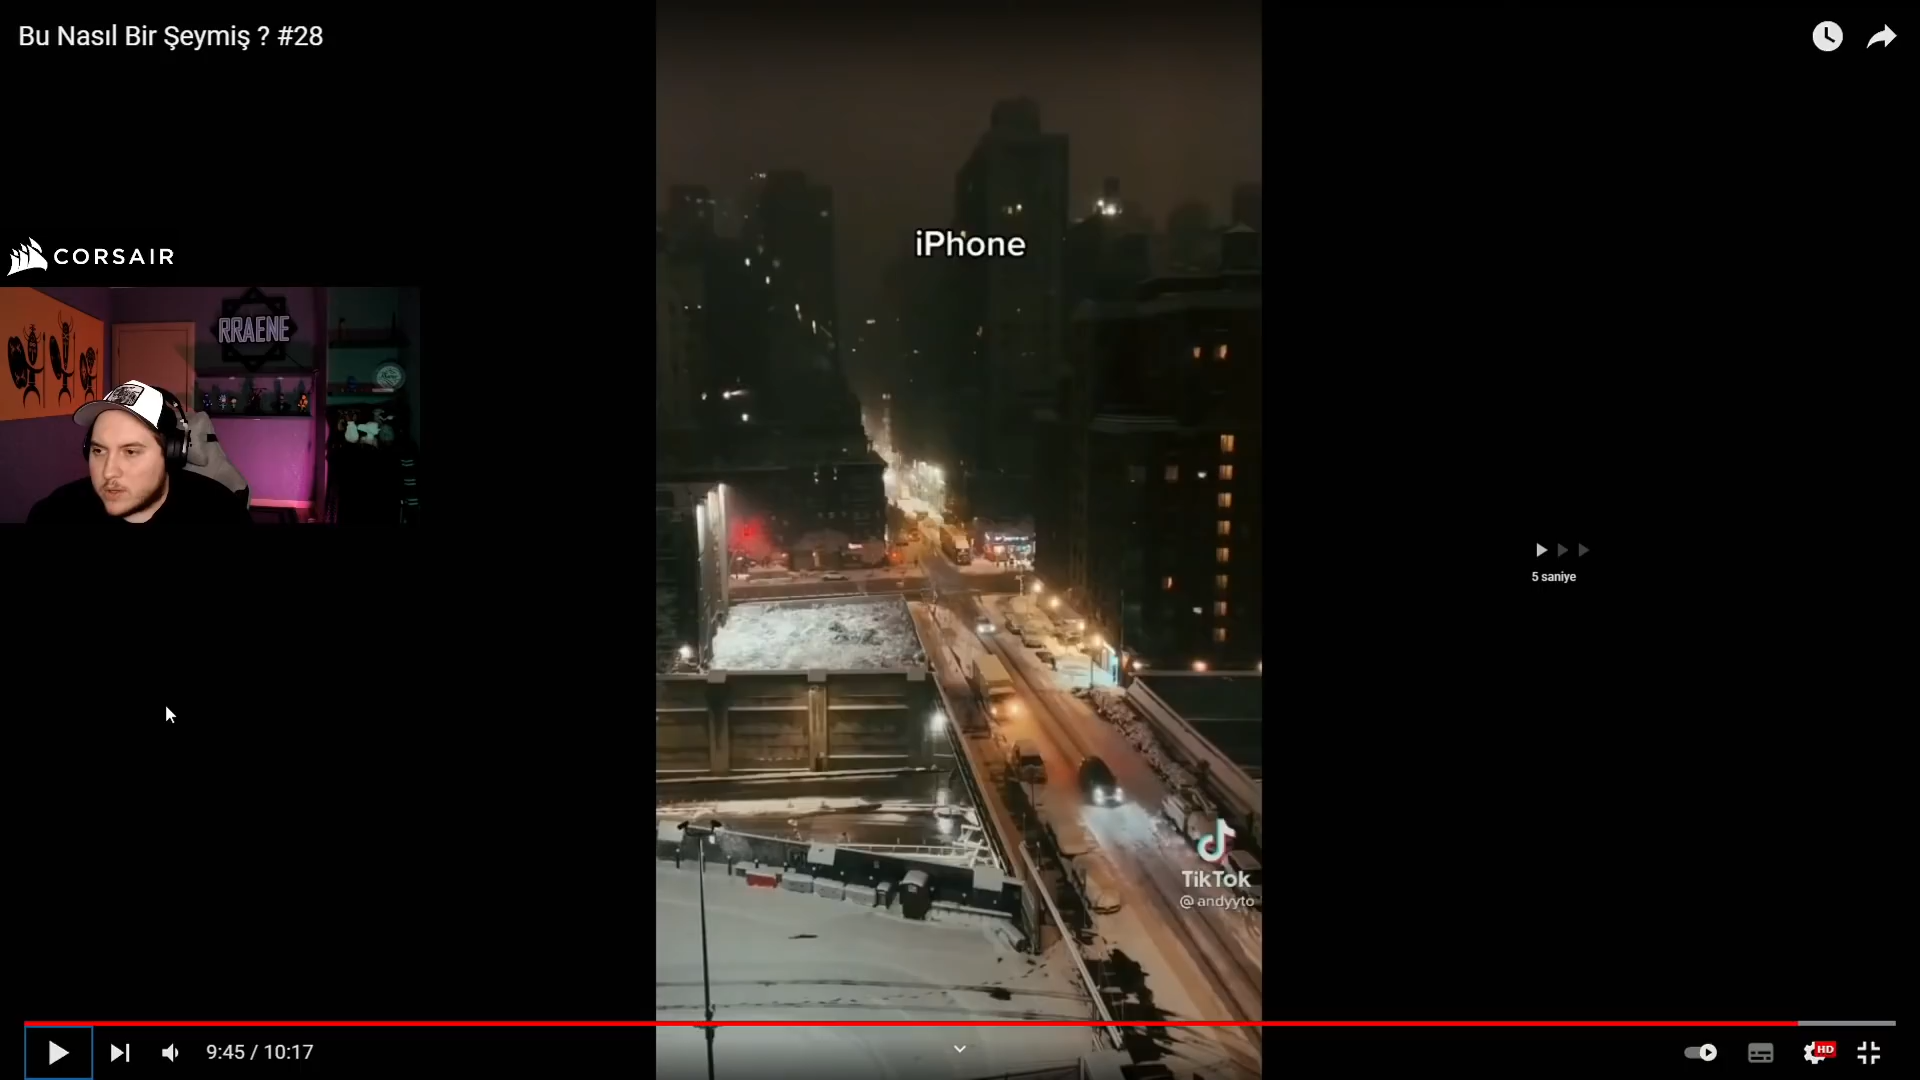 Bu Nasıl Bir Şeymiş ? #28
iPhone
CORSAIR
RRAENE
5 saniye
TikTok
@andyyto
9:45 / 10:17
HD